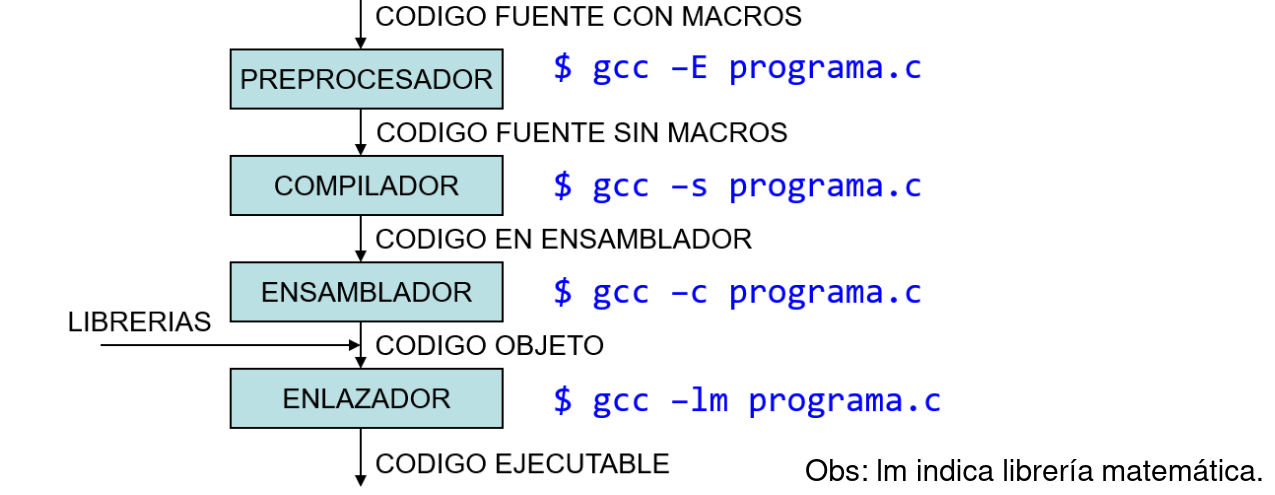 CODIGO FUENTE CON MACROS
PREPROCESADOR
$ gcc –E programa.c
CODIGO FUENTE SIN MACROS
COMPILADOR
$ gcc –s programa.c
CODIGO EN ENSAMBLADOR
ENSAMBLADOR
$ gcc –c programa.c
LIBRERIAS
CODIGO OBJETO
ENLAZADOR
$ gcc –lm programa.c
CODIGO EJECUTABLE
Obs: lm indica librería matemática.